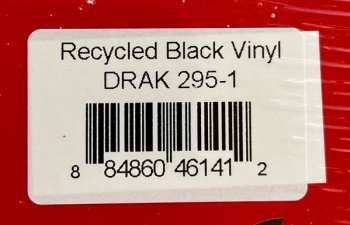 Recycled Black Vinyl
DRAK 295-1
8 84860 46141 2